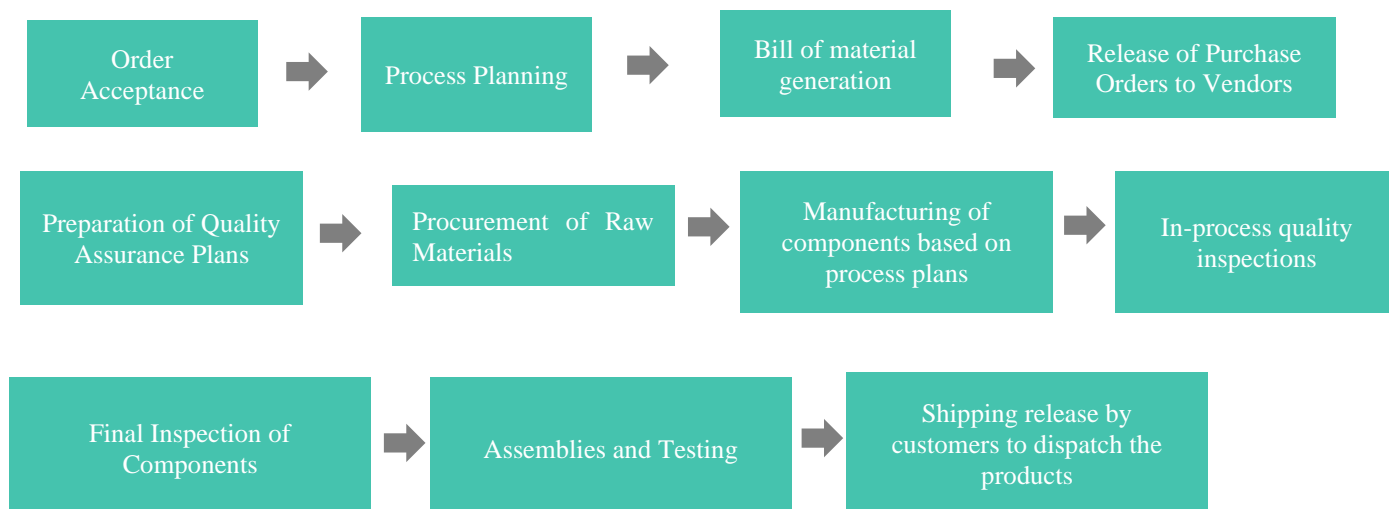 Order
Acceptance
Process Planning
Bill of material
generation
Release of Purchase
Orders to Vendors
Preparation of Quality
Assurance Plans
Procurement of Raw
Materials
Manufacturing of
components based on
process plans
In-process quality
inspections
Final Inspection of
Components
Assemblies and Testing
Shipping release by
customers to dispatch the
products